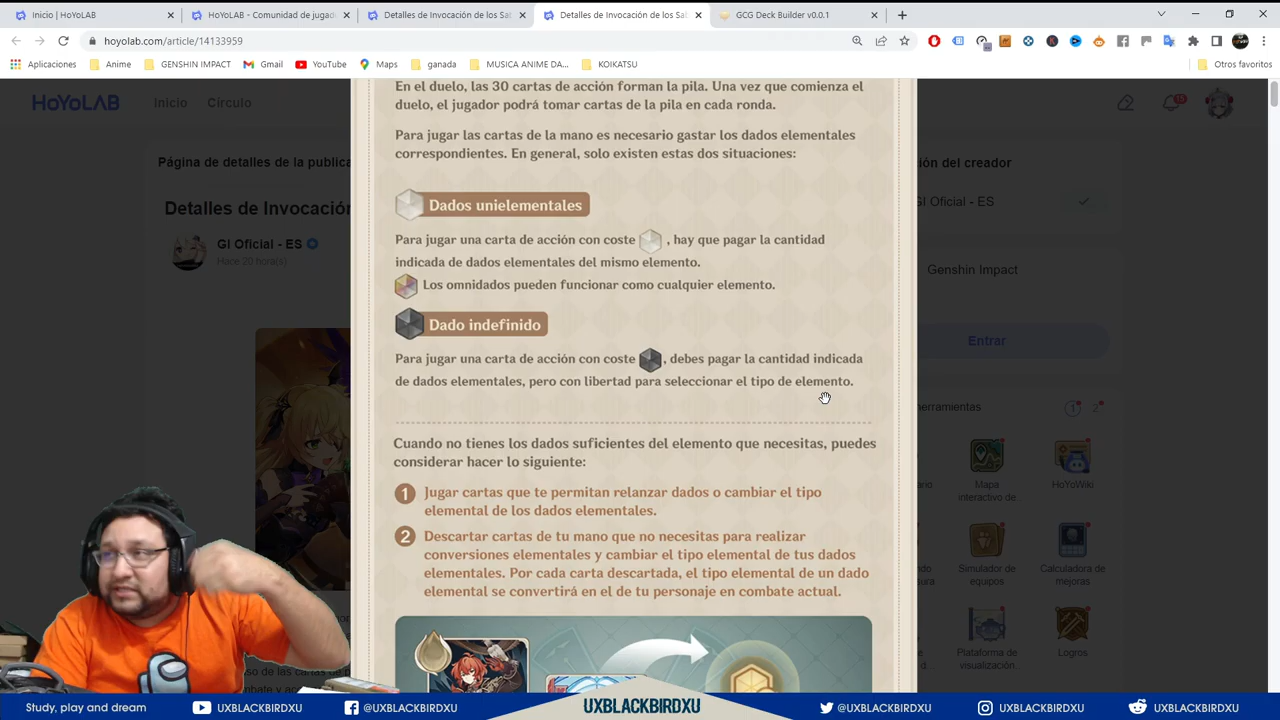 Inicio | HoYoLAB
HoYoLAB - Comunidad de jugad
Detalles de Invocación de los Sa
Detalles de Invocación de los Sa
GCG Deck Builder v0.0.1
hoyolab.com/article/14133959
Aplicaciones
Anime
GENSHIN IMPACT
Gmail
YouTube
Maps
ganada
MUSICA ANIME DA...
KOIKATSU
Otros favoritos
HoYoLAB
Inicio
Círculo
15
Página de detalles de la publica
Detalles de Invocación
GI Oficial - ES
Hace 20 hora(s)
En el duelo, las 30 cartas de acción forman la pila. Una vez que comienza el
duelo, el jugador podrá tomar cartas de la pila en cada ronda.
Para jugar las cartas de la mano es necesario gastar los dados elementales
correspondientes. En general, solo existen estas dos situaciones:
Dados unielementales
Para jugar una carta de acción con coste , hay que pagar la cantidad
indicada de dados elementales del mismo elemento.
Los omnidados pueden funcionar como cualquier elemento.
Dado indefinido
Para jugar una carta de acción con coste , debes pagar la cantidad indicada
de dados elementales, pero con libertad para seleccionar el tipo de elemento.
Cuando no tienes los dados suficientes del elemento que necesitas, puedes
considerar hacer lo siguiente:
1 Jugar cartas que te permitan relanzar dados o cambiar el tipo
elemental de los dados elementales.
2 Descartar cartas de tu mano que no necesitas para realizar
conversiones elementales y cambiar el tipo elemental de tus dados
elementales. Por cada carta descartada, el tipo elemental de un dado
elemental se convertirá en el de tu personaje en combate actual.
ción del creador
GI Oficial - ES
Genshin Impact
Entrar
herramientas
1
2
Mapa
interactivo de
HoYoWiki
Simulador de
equipos
Calculadora de
mejoras
Plataforma de
visualización...
Logros
Study, play and dream
UXBLACKBIRDXU
@UXBLACKBIRDXU
UXBLACKBIRDXU
@UXBLACKBIRDXU
UXBLACKBIRDXU
UXBLACKBIRDXU